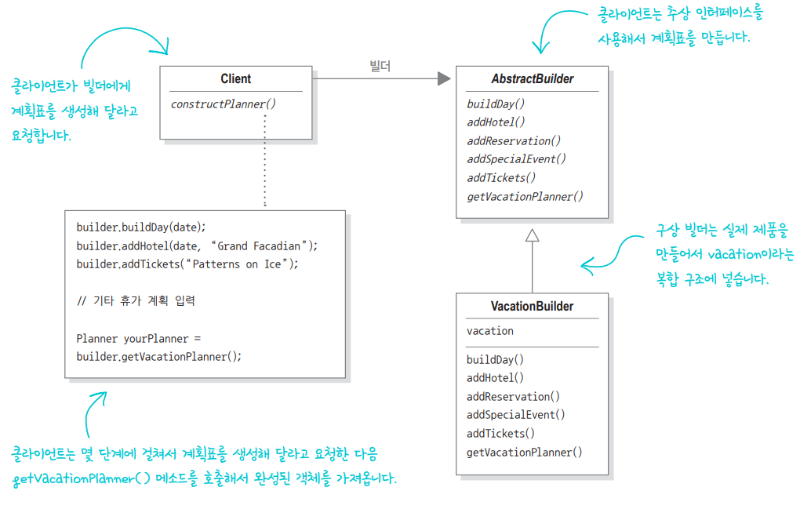 클라이언트는 추상 인터페이스를
사용해서 계획표를 만듭니다.
클라이언트가 빌더에게
계획표를 생성해 달라고
요청합니다.
Client
constructPlanner()
빌더
AbstractBuilder
buildDay()
addHotel()
addReservation()
addSpecialEvent()
addTickets()
getVacationPlanner()
builder.buildDay(date);
builder.addHotel(date, “Grand Facadian”);
builder.addTickets(“Patterns on Ice”);
// 기타 휴가 계획 입력
Planner yourPlanner =
builder.getVacationPlanner();
구상 빌더는 실제 제품을
만들어서 vacation이라는
복합 구조에 넣습니다.
VacationBuilder
vacation
buildDay()
addHotel()
addReservation()
addSpecialEvent()
addTickets()
getVacationPlanner()
클라이언트는 몇 단계에 걸쳐서 계획표를 생성해 달라고 요청한 다음
getVacationPlanner() 메소드를 호출해서 완성된 객체를 가져옵니다.